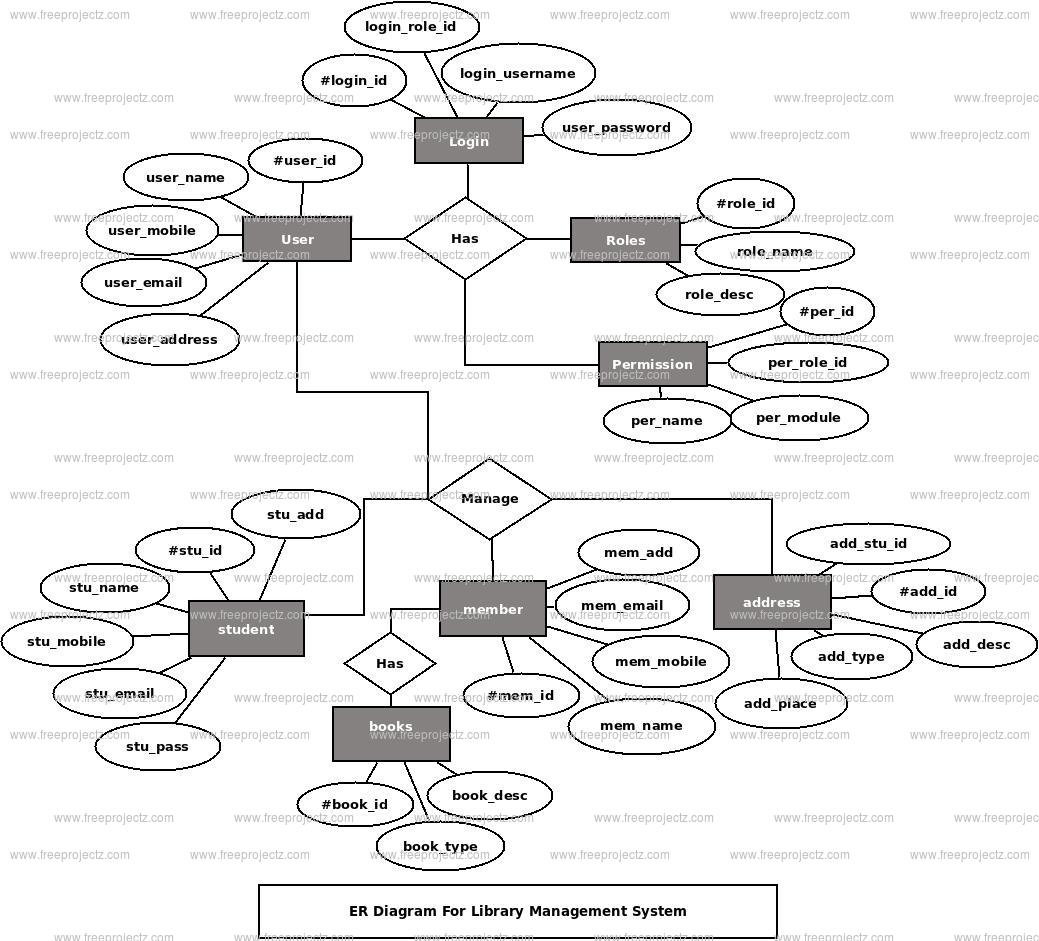 login_role_id
#login_id
login_username
user_password
Login
#user_id
user_name
user_mobile
user_email
user_address
User
Has
Roles
#role_id
role_name
role_desc
#per_id
Permission
per_role_id
per_name
per_module
Manage
stu_add
#stu_id
stu_name
stu_mobile
stu_email
stu_pass
student
mem_add
member
mem_email
mem_mobile
#mem_id
mem_name
add_stu_id
address
#add_id
add_desc
add_type
add_place
Has
books
#book_id
book_desc
book_type
ER Diagram For Library Management System
www.freeprojectz.com